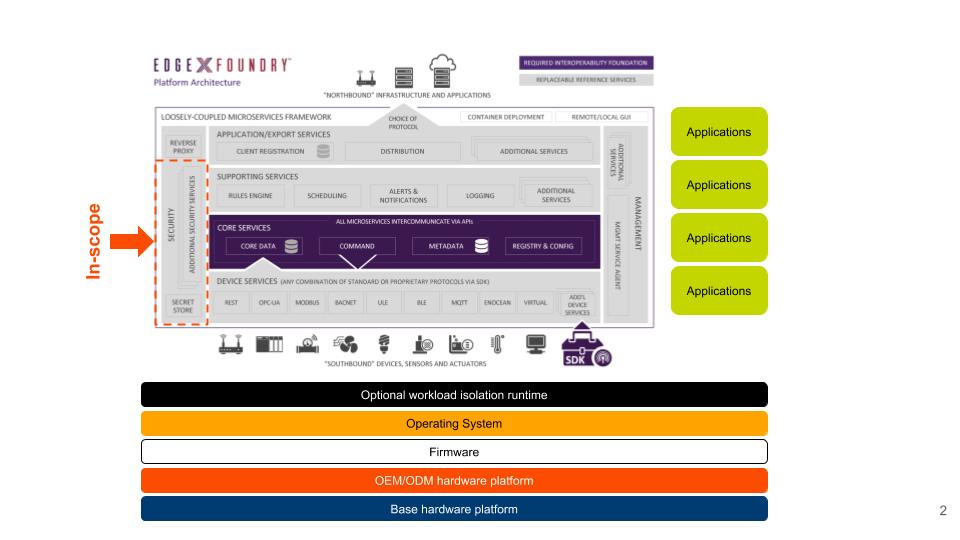 EDGE X FOUNDRY™
Platform Architecture
REQUIRED INTEROPERABILITY FOUNDATION
REPLACEABLE REFERENCE SERVICES
"NORTHBOUND" INFRASTRUCTURE AND APPLICATIONS
LOOSELY-COUPLED MICROSERVICES FRAMEWORK
CHOICE OF
PROTOCOL
CONTAINER DEPLOYMENT
REMOTE/LOCAL GUI
APPLICATION/EXPORT SERVICES
CLIENT REGISTRATION
DISTRIBUTION
ADDITIONAL SERVICES
SUPPORTING SERVICES
RULES ENGINE
SCHEDULING
ALERTS &
NOTIFICATIONS
LOGGING
ADDITIONAL
SERVICES
ALL MICROSERVICES INTERCOMMUNICATE VIA APIs
CORE SERVICES
CORE DATA
COMMAND
METADATA
REGISTRY & CONFIG
DEVICE SERVICES (ANY COMBINATION OF STANDARD OR PROPRIETARY PROTOCOLS VIA SDK)
REST
OPC-UA
MODBUS
BACNET
ULE
BLE
MQTT
ENOCEAN
VIRTUAL
ADD'L
DEVICE
SERVICES
REVERSE
PROXY
SECURITY
ADDITIONAL SECURITY SERVICES
SECRET
STORE
ADDITIONAL
SERVICES
MANAGEMENT
MGMT SERVICE AGENT
"SOUTHBOUND" DEVICES, SENSORS AND ACTUATORS
SDK
In-scope
Applications
Applications
Applications
Applications
Optional workload isolation runtime
Operating System
Firmware
OEM/ODM hardware platform
Base hardware platform
2